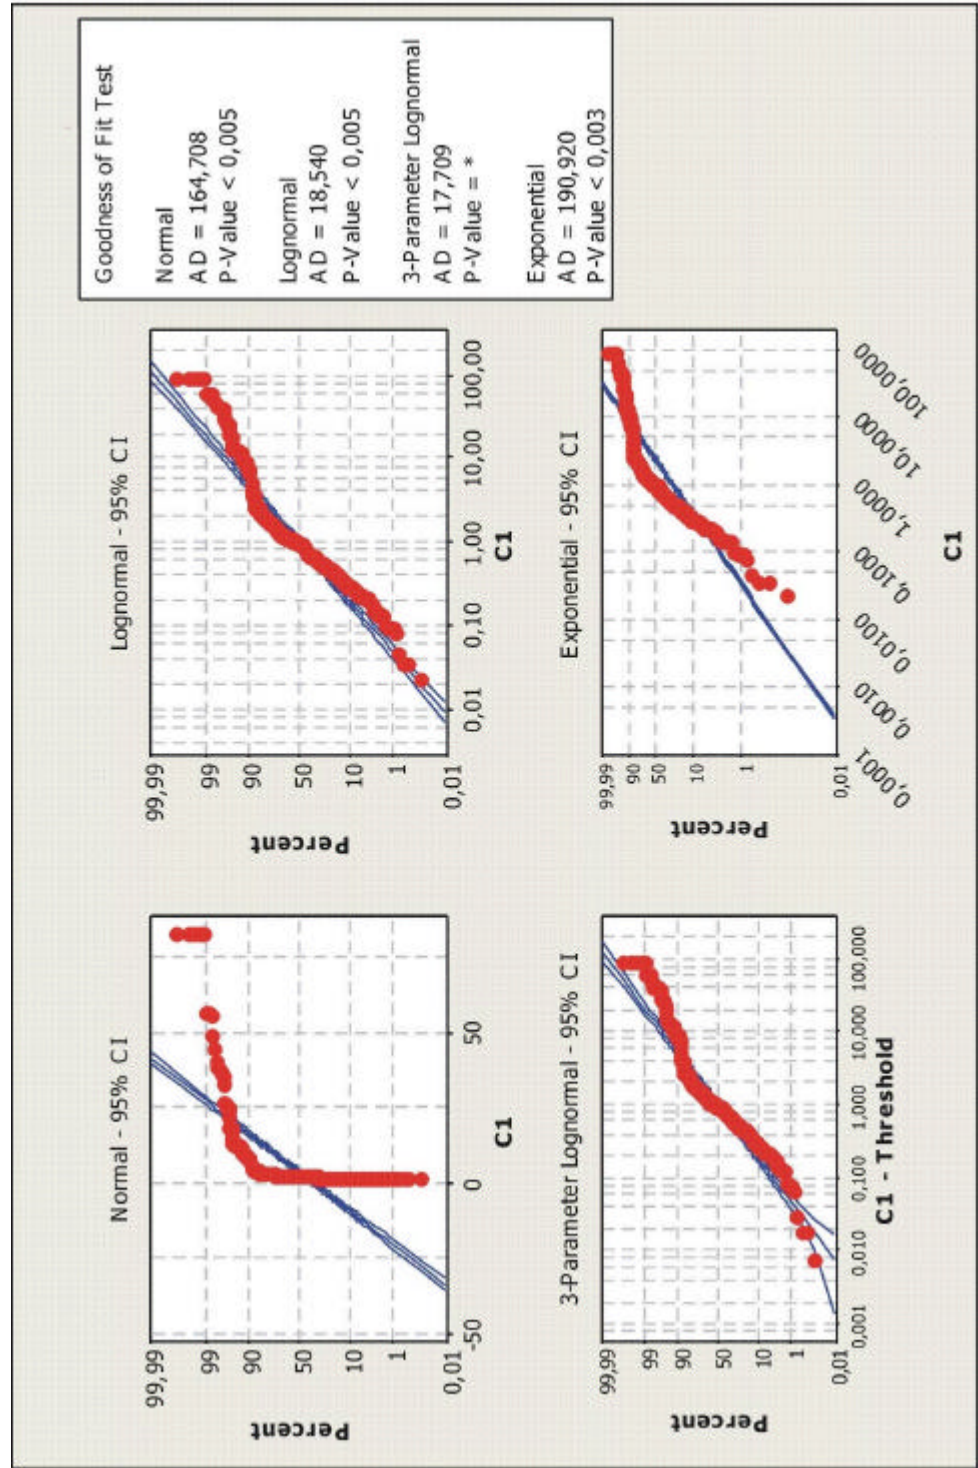 Normal - 95% CI
Percent
99,99
99
90
50
10
1
0,01
-50
0
50
C1
Lognormal - 95% CI
Percent
99,99
99
90
50
10
1
0,01
0,01
0,10
1,00
10,00
100,00
C1
Goodness of Fit Test
Normal
AD = 164,708
P-Value < 0,005
Lognormal
AD = 18,540
P-Value < 0,005
3-Parameter Lognormal
AD = 17,709
P-Value = *
Exponential
AD = 190,920
P-Value < 0,003
3-Parameter Lognormal - 95% CI
Percent
99,99
99
90
50
10
1
0,01
0,001
0,010
0,100
1,000
10,000
100,000
C1 - Threshold
Exponential - 95% CI
Percent
99,99
90
50
10
1
0,01
0,0001
0,0010
0,0100
0,1000
1,0000
10,0000
100,0000
C1